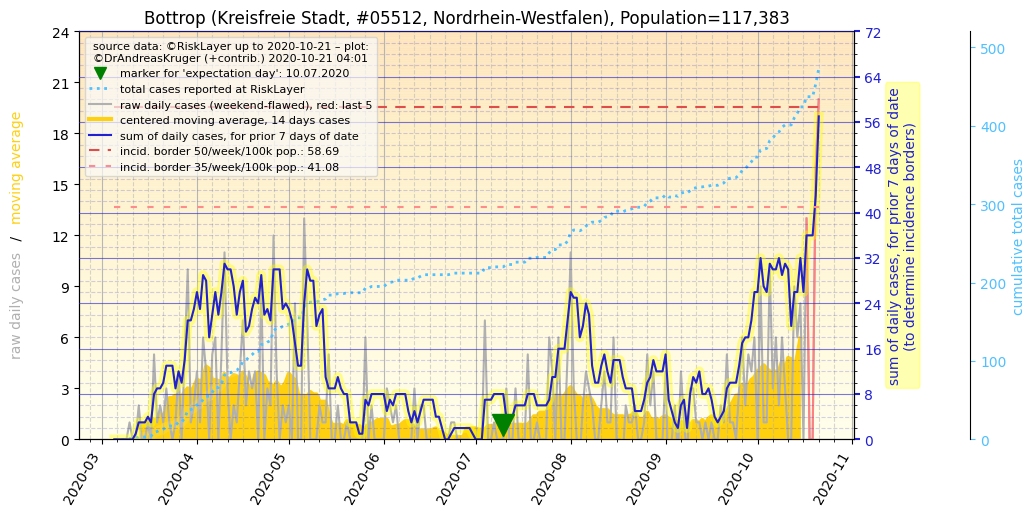 Bottrop (Kreisfreie Stadt, #05512, Nordrhein-Westfalen), Population=117,383
source data: ©RiskLayer up to 2020-10-21 – plot:
©DrAndreasKruger (+contrib.) 2020-10-21 04:01
marker for 'expectation day': 10.07.2020
total cases reported at RiskLayer
raw daily cases (weekend-flawed), red: last 5
centered moving average, 14 days cases
sum of daily cases, for prior 7 days of date
incid. border 50/week/100k pop.: 58.69
incid. border 35/week/100k pop.: 41.08
raw daily cases / moving average
24
21
18
15
12
9
6
3
0
2020-03
2020-04
2020-05
2020-06
2020-07
2020-08
2020-09
2020-10
2020-11
72
64
56
48
40
32
24
16
8
0
sum of daily cases, for prior 7 days of date
(to determine incidence borders)
500
400
300
200
100
0
cumulative total cases